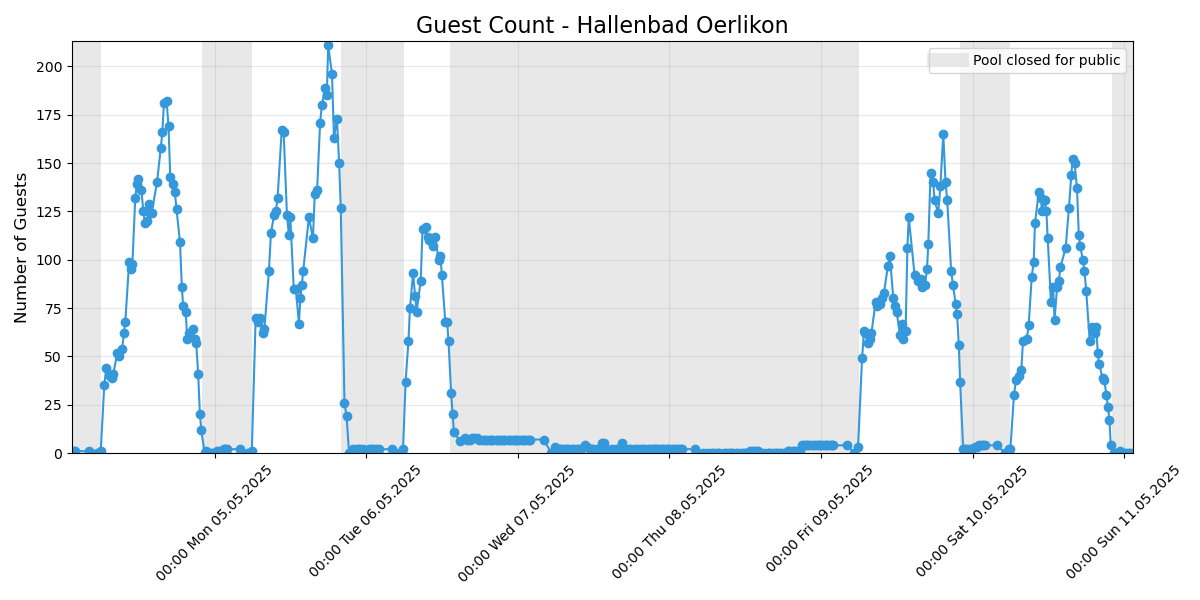 Guest Count - Hallenbad Oerlikon
Pool closed for public
Number of Guests
200
175
150
125
100
75
50
25
0
00:00 Mon 05.05.2025
00:00 Tue 06.05.2025
00:00 Wed 07.05.2025
00:00 Thu 08.05.2025
00:00 Fri 09.05.2025
00:00 Sat 10.05.2025
00:00 Sun 11.05.2025